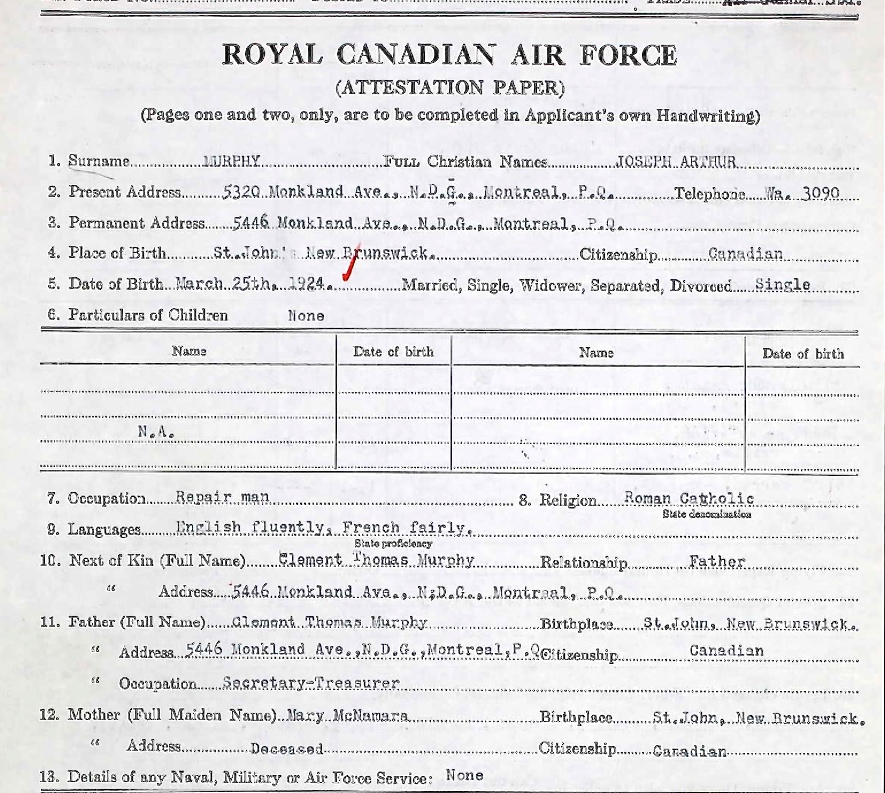 ROYAL CANADIAN AIR FORCE
(ATTESTATION PAPER)
(Pages one and two, only, are to be completed in Applicant's own Handwriting)
1. Surname MURPHY FULL Christian Names JOSEPH ARTHUR
2. Present Address 5320 Monkland Ave., N.D.G., Montreal, P.Q. Telephone Wa. 3090
3. Permanent Address 5446 Monkland Ave., N.D.G., Montreal, P.Q.
4. Place of Birth St.John's New Brunswick. Citizenship Canadian
5. Date of Birth March 25th, 1924. Married, Single, Widower, Separated, Divorced Single
6. Particulars of Children None
Name Date of birth Name Date of birth
N.A.
7. Occupation Repair man 8. Religion Roman Catholic
State denomination
9. Languages English fluently, French fairly.
State proficiency
10. Next of Kin (Full Name) Clement Thomas Murphy Relationship Father
" Address 5446 Monkland Ave., N.D.G., Montreal, P.Q.
11. Father (Full Name) Clement Thomas Murphy Birthplace St.John, New Brunswick.
" Address 5446 Monkland Ave.,N.D.G.,Montreal,P.Q. Citizenship Canadian
" Occupation Secretary-Treasurer
12. Mother (Full Maiden Name) Mary McNamara Birthplace St.John, New Brunswick.
" Address Deceased Citizenship Canadian
13. Details of any Naval, Military or Air Force Service: None